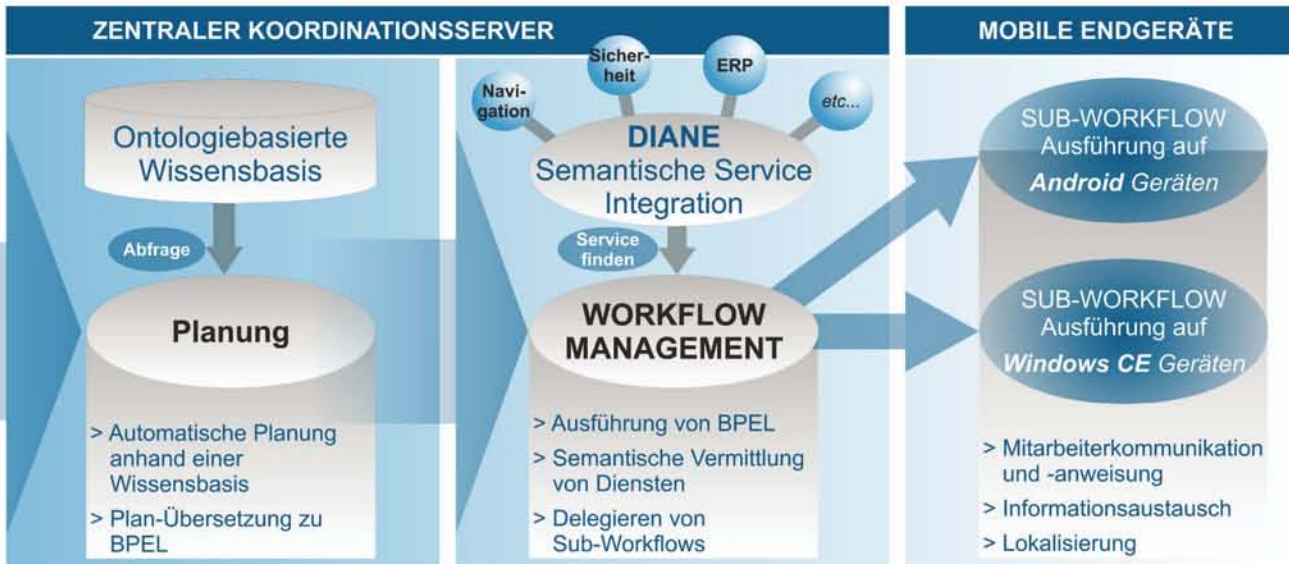 ZENTRALER KOORDINATIONSSERVER
Ontologiebasierte
Wissensbasis
Abfrage
Planung
> Automatische Planung
anhand einer
Wissensbasis
> Plan-Übersetzung zu
BPEL
Navi-
gation
Sicher-
heit
ERP
etc...
DIANE
Semantische Service
Integration
Service
finden
WORKFLOW
MANAGEMENT
> Ausführung von BPEL
> Semantische Vermittlung
von Diensten
> Delegieren von
Sub-Workflows
MOBILE ENDGERÄTE
SUB-WORKFLOW
Ausführung auf
Android Geräten
SUB-WORKFLOW
Ausführung auf
Windows CE Geräten
> Mitarbeiterkommunikation
und -anweisung
> Informationsaustausch
> Lokalisierung